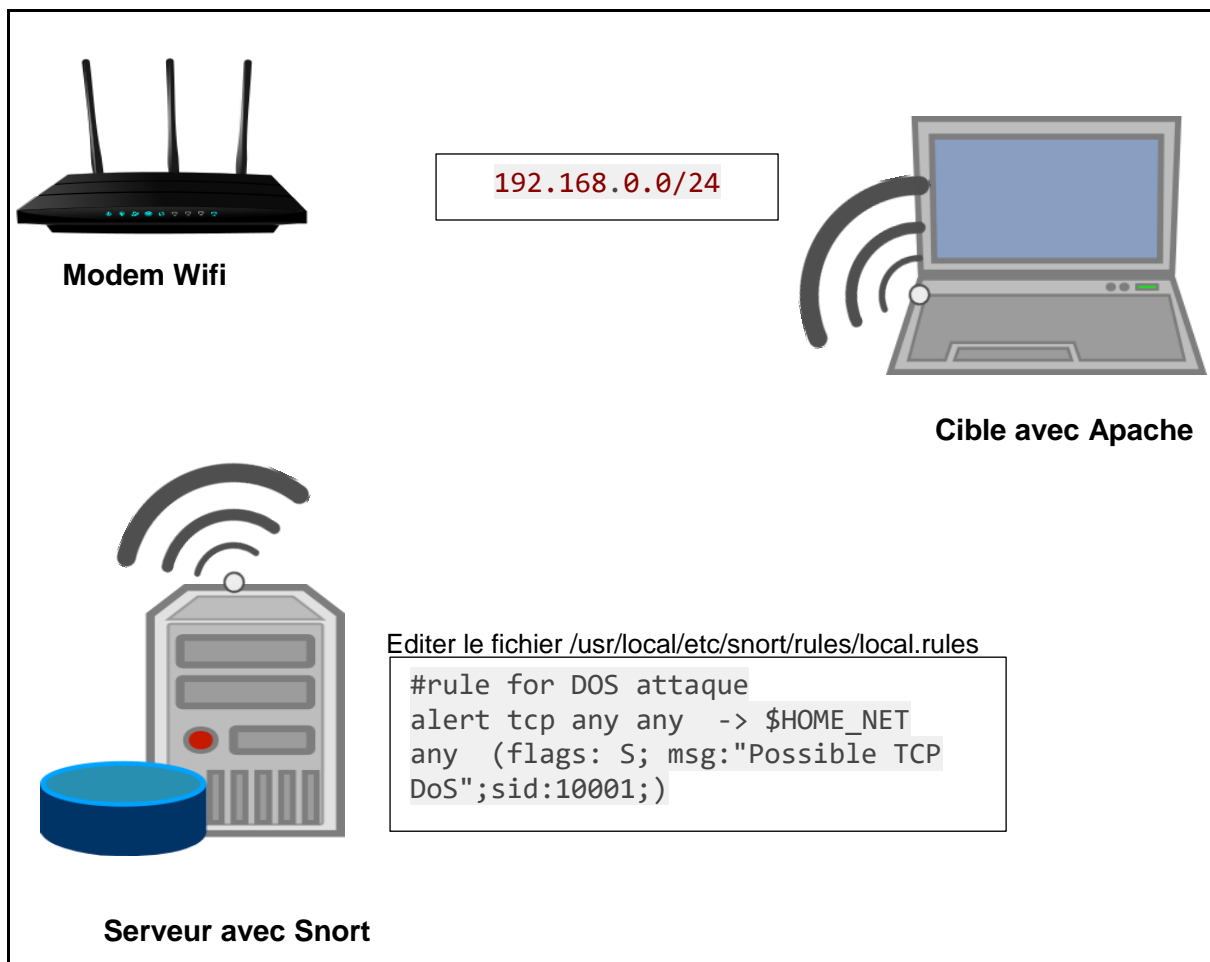 192.168.0.0/24
Modem Wifi
Cible avec Apache
Editer le fichier /usr/local/etc/snort/rules/local.rules
#rule for DOS attaque
alert tcp any any  -> $HOME_NET
any  (flags: S; msg:"Possible TCP
DoS";sid:10001;)
Serveur avec Snort